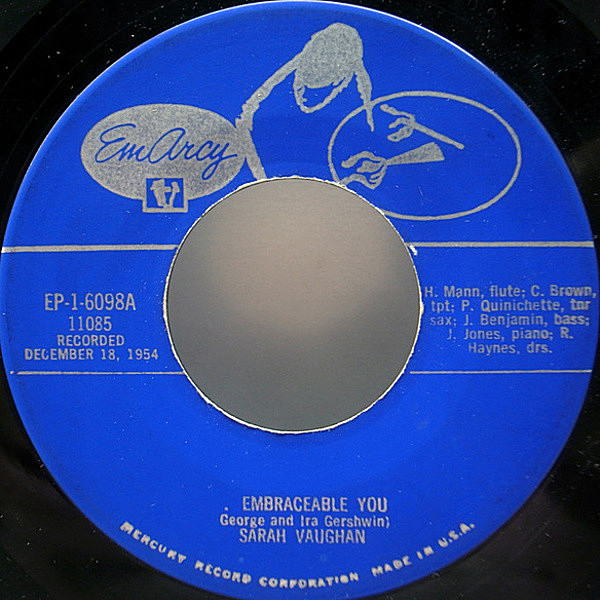 EmArcy
EP-1-6098A
11085
RECORDED
DECEMBER 18, 1954
H. Mann, flute; C. Brown,
tpt; P. Quinichette, tnr
sax; J. Benjamin, bass;
J. Jones, piano; R.
Haynes, drs.
EMBRACEABLE YOU
George and Ira Gershwin)
SARAH VAUGHAN
MERCURY RECORD CORPORATION MADE IN U.S.A.